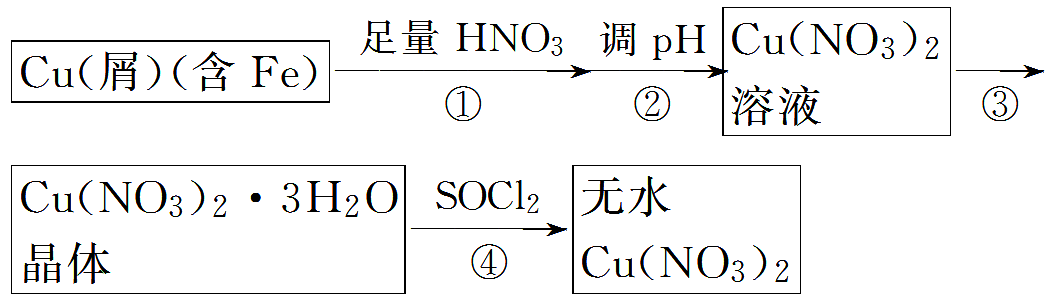 足量 HNO₃ 调 pH
Cu(屑)(含 Fe) Cu(NO₃)₂
溶液
① ② ③
Cu(NO₃)₂·3H₂O
晶体
SOCl₂
④
无水
Cu(NO₃)₂